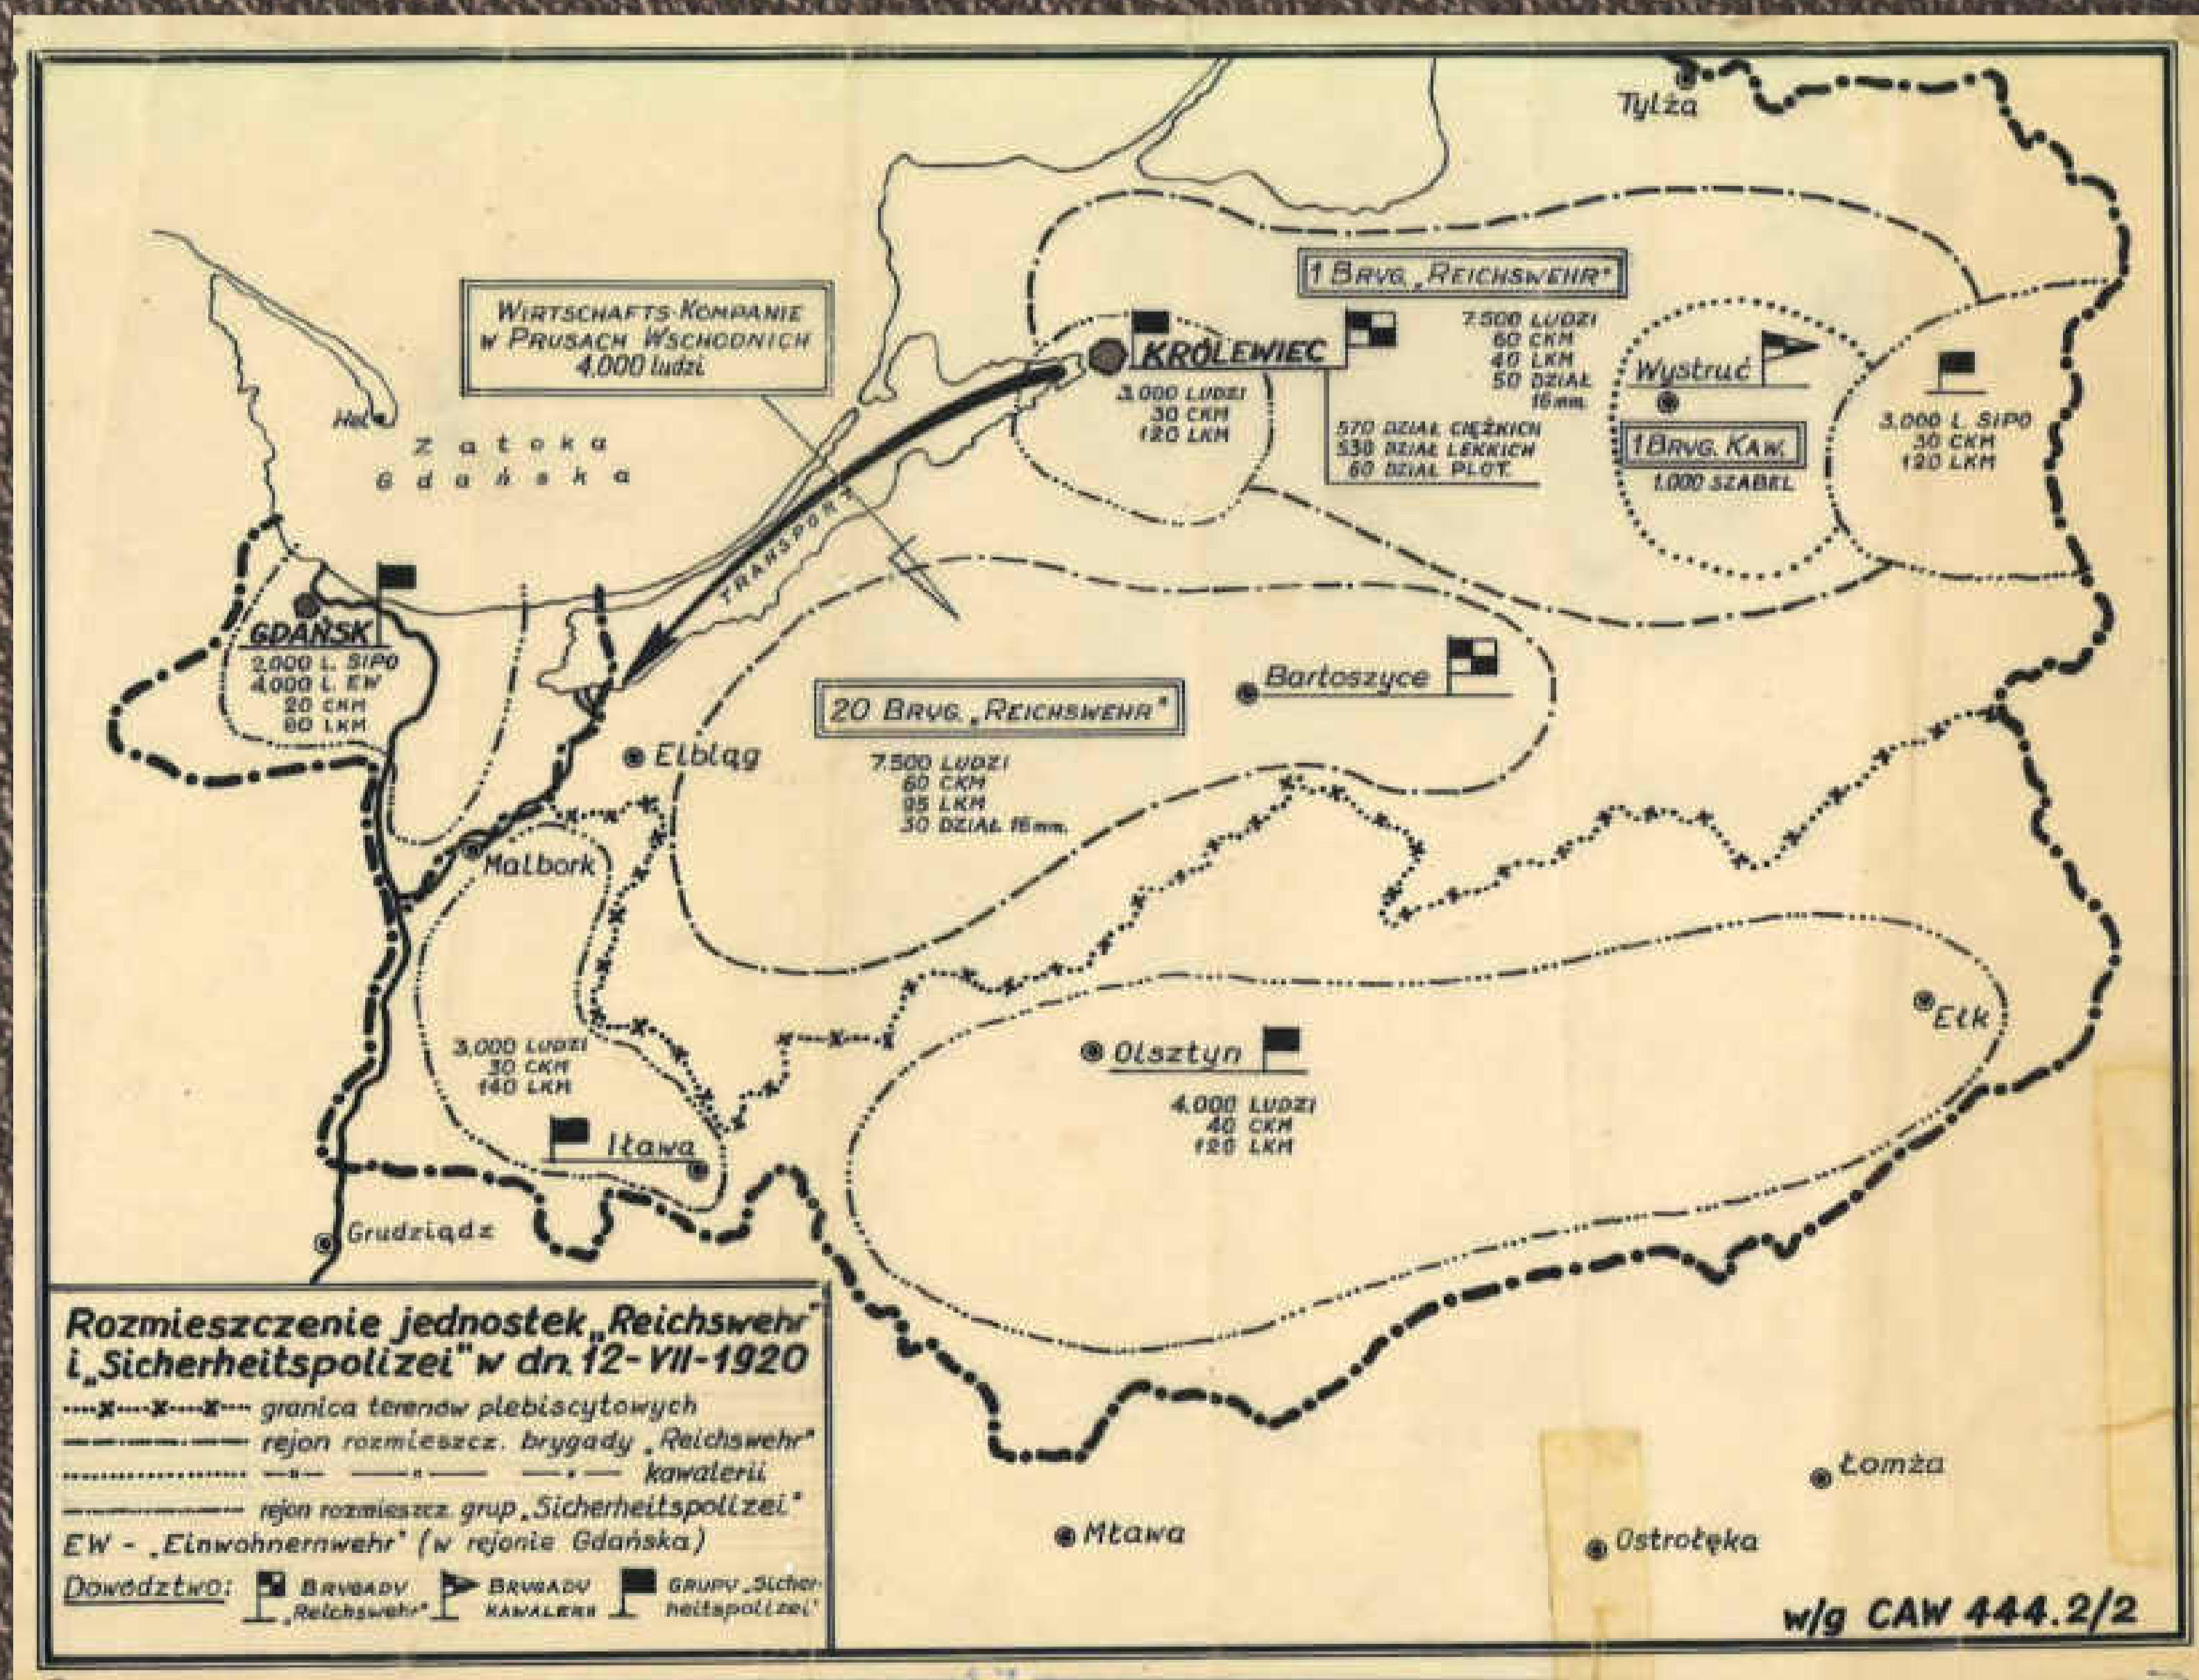 Tylża
1 BRYG. „REICHSWEHR"
WIRTSCHAFTS-KOMPANIE
W PRUSACH WSCHODNICH
4.000 ludzi
KRÓLEWIEC
3.000 LUDZI
30 CKM
120 LKM
7.500 LUDZI
60 CKM
40 LKM
50 DZIAŁ
16mm.
570 DZIAŁ CIĘŻKICH
530 DZIAŁ LEKKICH
60 DZIAŁ PLOT.
Wystruć
1 BRYG. KAW.
1.000 SZABEL
3.000 L. SIPO
30 CKM
120 LKM
Hel
Zatoka
Gdańska
TRANSPORT
GDAŃSK
2.000 L. SIPO
4.000 L. EW
20 CKM
80 LKM
Bartoszyce
20 BRYG. „REICHSWEHR"
7.500 LUDZI
60 CKM
95 LKM
30 DZIAŁ 16mm.
Elbląg
Malbork
3.000 LUDZI
30 CKM
140 LKM
Iława
Olsztyn
4.000 LUDZI
40 CKM
120 LKM
Ełk
Grudziądz
Rozmieszczenie jednostek „Reichswehr"
i „Sicherheitspolizei" w dn. 12-VII-1920
granica terenów plebiscytowych
rejon rozmieszcz. brygady „Reichswehr"
—"— —"— —"— kawalerii
rejon rozmieszcz. grup „Sicherheitspolizei"
EW - „Einwohnernwehr" (w rejonie Gdańska)
Dowództwo: BRYGADY „Reichswehr" BRYGADY KAWALERII GRUPY „Sicherheitspolizei"
Mława
Łomża
Ostrołęka
w/g CAW 444.2/2